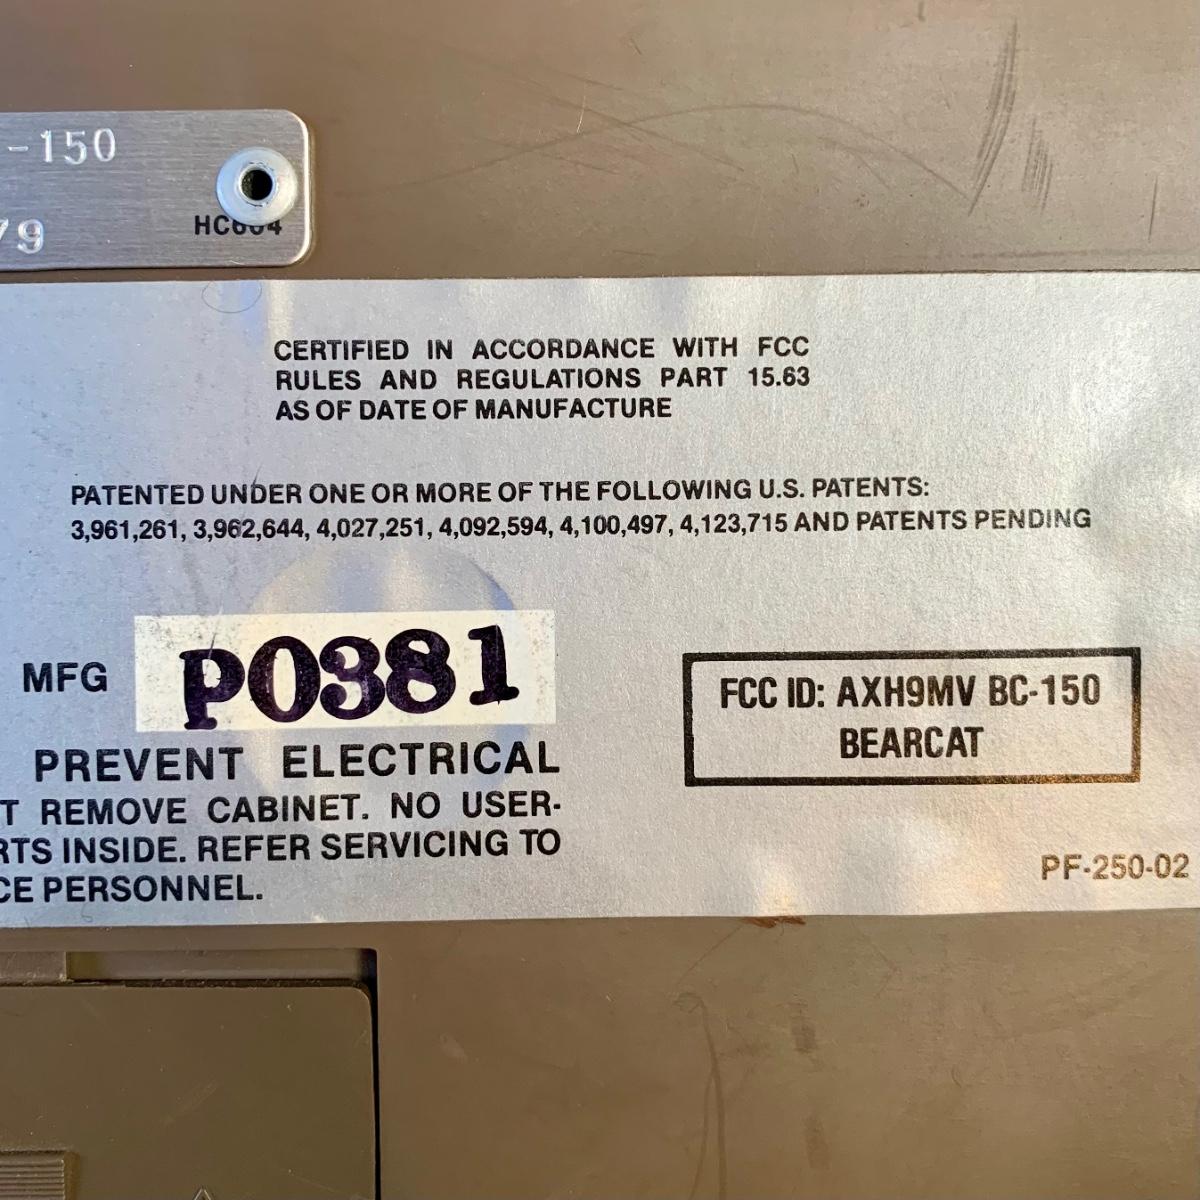 -150
79
HC604
CERTIFIED IN ACCORDANCE WITH FCC
RULES AND REGULATIONS PART 15.63
AS OF DATE OF MANUFACTURE
PATENTED UNDER ONE OR MORE OF THE FOLLOWING U.S. PATENTS:
3,961,261, 3,962,644, 4,027,251, 4,092,594, 4,100,497, 4,123,715 AND PATENTS PENDING
MFG P0381
PREVENT ELECTRICAL
T REMOVE CABINET. NO USER-
RTS INSIDE. REFER SERVICING TO
CE PERSONNEL.
FCC ID: AXH9MV BC-150
BEARCAT
PF-250-02